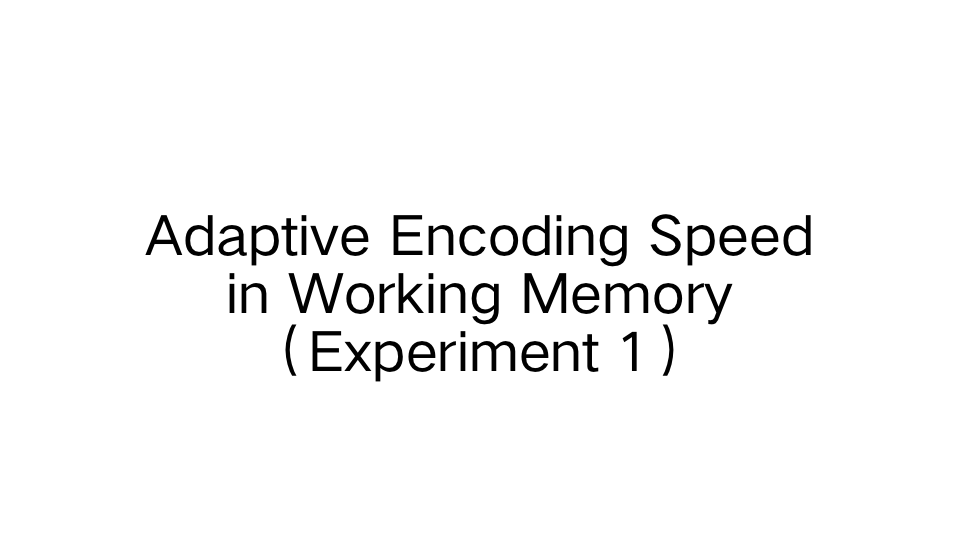 Adaptive Encoding Speed
in Working Memory
(Experiment 1)